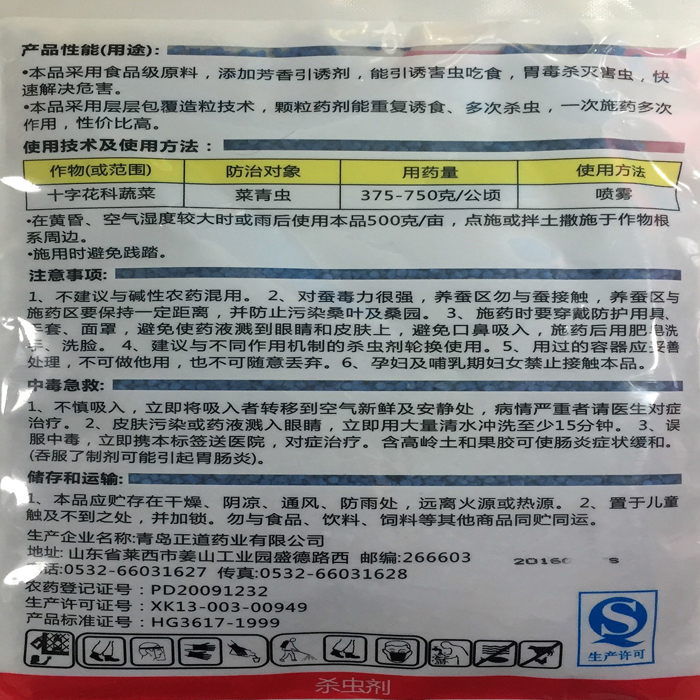 产品性能(用途):
•本品采用食品级原料，添加芳香引诱剂，能引诱害虫吃食，胃毒杀灭害虫，快
速解决危害。
•本品采用层层包覆造粒技术，颗粒药剂能重复诱食、多次杀虫，一次施药多次
作用，性价比高。
使用技术及使用方法：
作物(或范围) 防治对象 用药量 使用方法
十字花科蔬菜 菜青虫 375-750克/公顷 喷雾
•在黄昏、空气湿度较大时或雨后使用本品500克/亩，点施或拌土撒施于作物根
系周边。
•施用时避免践踏。
注意事项:
1、不建议与碱性农药混用。2、对蚕毒力很强，养蚕区勿与蚕接触，养蚕区与
施药区要保持一定距离，并防止污染桑叶及桑园。3、施药时要穿戴防护用具、
手套、面罩，避免使药液溅到眼睛和皮肤上，避免口鼻吸入，施药后用肥皂洗
手、洗脸。4、建议与不同作用机制的杀虫剂轮换使用。5、用过的容器应妥善
处理，不可做他用，也不可随意丢弃。6、孕妇及哺乳期妇女禁止接触本品。
中毒急救:
1、不慎吸入，立即将吸入者转移到空气新鲜及安静处，病情严重者请医生对症
治疗。2、皮肤污染或药液溅入眼睛，立即用大量清水冲洗至少15分钟。3、误
服中毒，立即携本标签送医院，对症治疗。含高岭土和果胶可使肠炎症状缓和。
(吞服了制剂可能引起胃肠炎)。
储存和运输:
1、本品应贮存在干燥、阴凉、通风、防雨处，远离火源或热源。2、置于儿童
触及不到之处，并加锁。勿与食品、饮料、饲料等其他商品同贮同运。
生产企业名称:青岛正道药业有限公司
地址:山东省莱西市姜山工业园盛德路西 邮编:266603
电话:0532-66031627 传真:0532-66031628
农药登记证号：PD20091232
生产许可证号：XK13-003-00949
产品标准证号：HG3617-1999
生产许可
杀虫剂